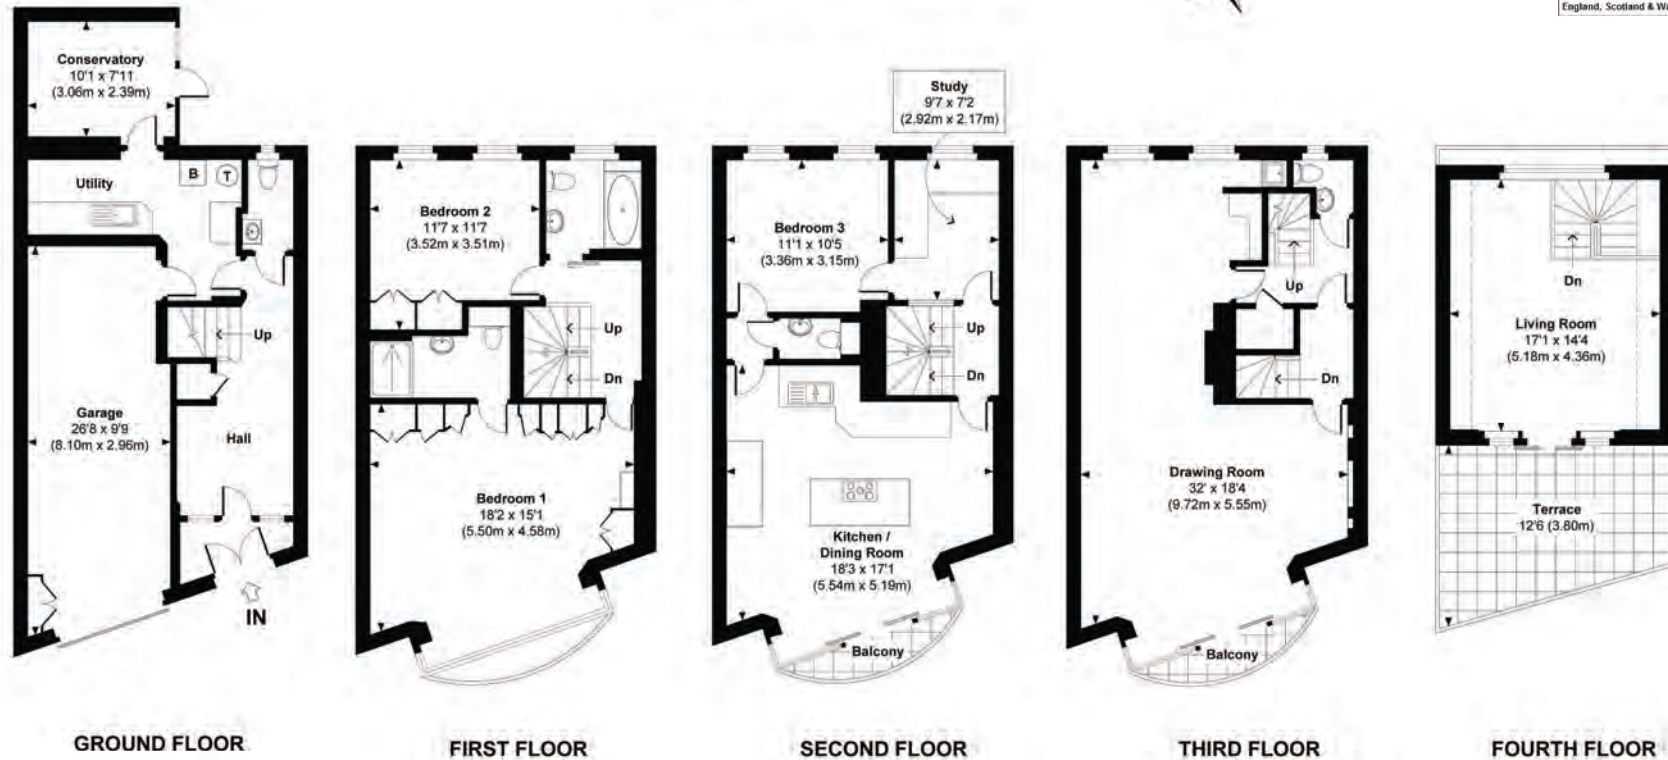 England, Scotland & W
Conservatory
10'1 x 7'11
(3.06m x 2.39m)
Utility
B
T
Up
Garage
26'8 x 9'9
(8.10m x 2.96m)
Hall
IN
GROUND FLOOR
Bedroom 2
11'7 x 11'7
(3.52m x 3.51m)
Up
Dn
Bedroom 1
18'2 x 15'1
(5.50m x 4.58m)
FIRST FLOOR
Study
9'7 x 7'2
(2.92m x 2.17m)
Bedroom 3
11'1 x 10'5
(3.36m x 3.15m)
Up
Dn
Kitchen /
Dining Room
18'3 x 17'1
(5.54m x 5.19m)
Balcony
SECOND FLOOR
Up
Dn
Drawing Room
32' x 18'4
(9.72m x 5.55m)
Balcony
THIRD FLOOR
Dn
Living Room
17'1 x 14'4
(5.18m x 4.36m)
Terrace
12'6 (3.80m)
FOURTH FLOOR